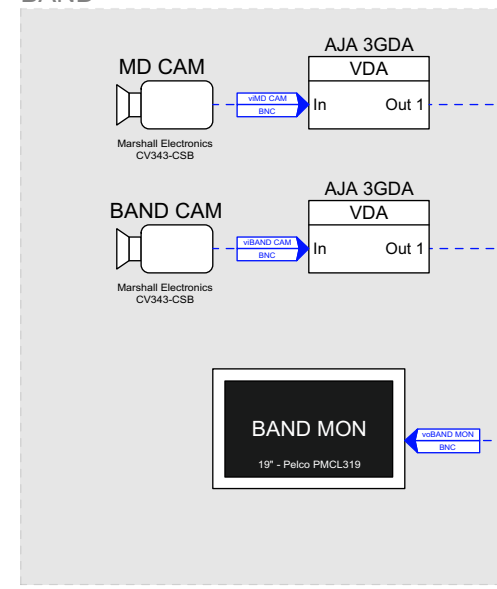 BAND
MD CAM
Marshall Electronics
CV343-CSB
viMD CAM
BNC
AJA 3GDA
VDA
In Out 1
BAND CAM
Marshall Electronics
CV343-CSB
viBAND CAM
BNC
AJA 3GDA
VDA
In Out 1
BAND MON
19" - Pelco PMCL319
voBAND MON
BNC